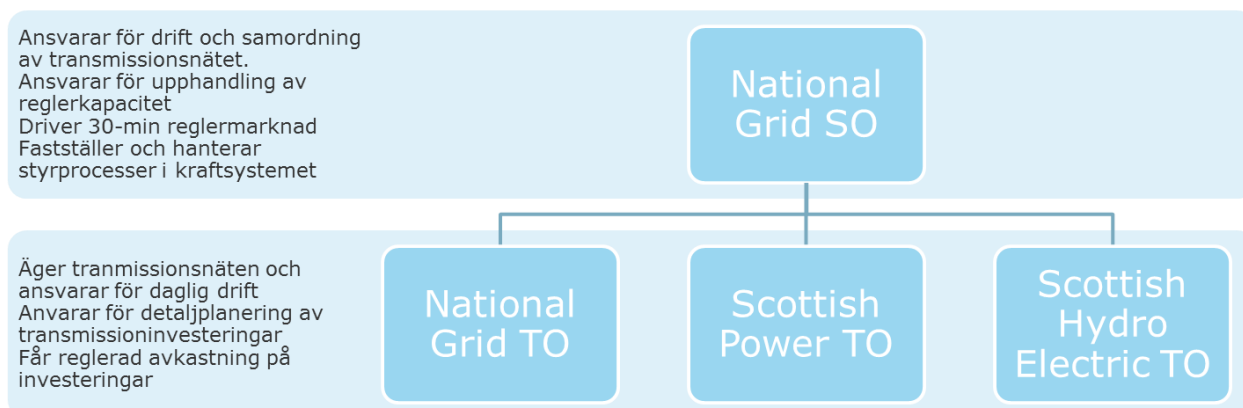 Ansvarar för drift och samordning
av transmissionsnätet.
Ansvarar för upphandling av
reglerkapacitet
Driver 30-min reglermarknad
Fastställer och hanterar
styrprocesser i kraftsystemet
National
Grid SO
Äger tranmissionsnäten och
ansvarar för daglig drift
Anvarar för detaljplanering av
transmissioninvesteringar
Får reglerad avkastning på
investeringar
National
Grid TO
Scottish
Power TO
Scottish
Hydro
Electric TO